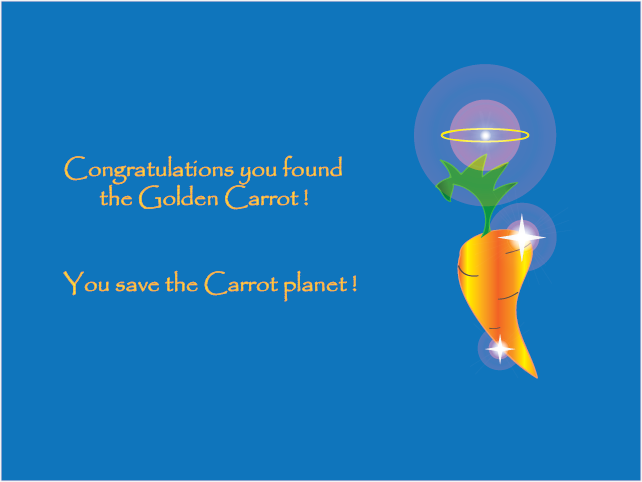 Congratulations you found
the Golden Carrot !
You save the Carrot planet !